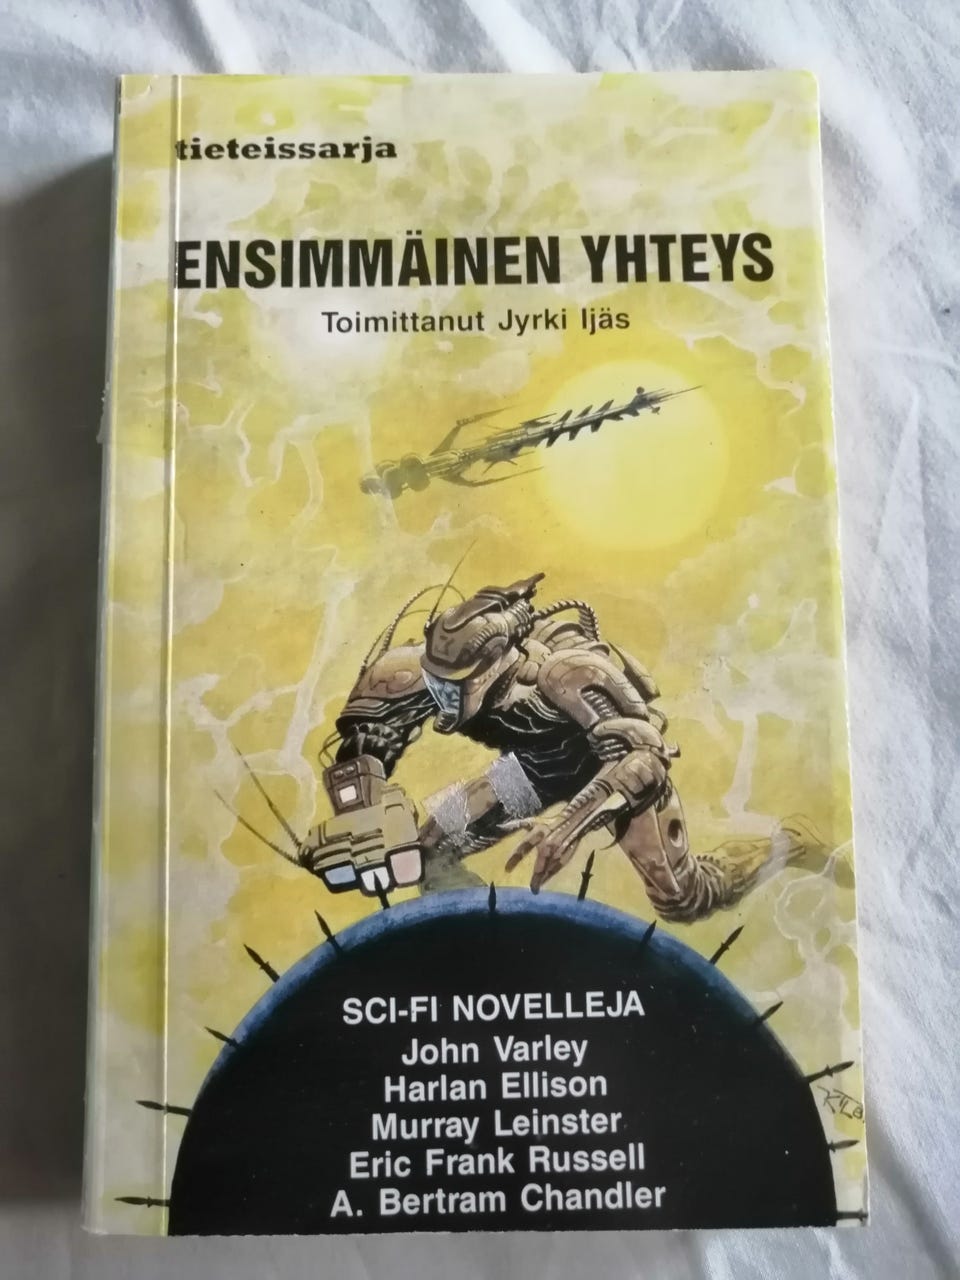 tieteissarja
ENSIMMÄINEN YHTEYS
Toimittanut Jyrki Ijäs
SCI-FI NOVELLEJA
John Varley
Harlan Ellison
Murray Leinster
Eric Frank Russell
A. Bertram Chandler